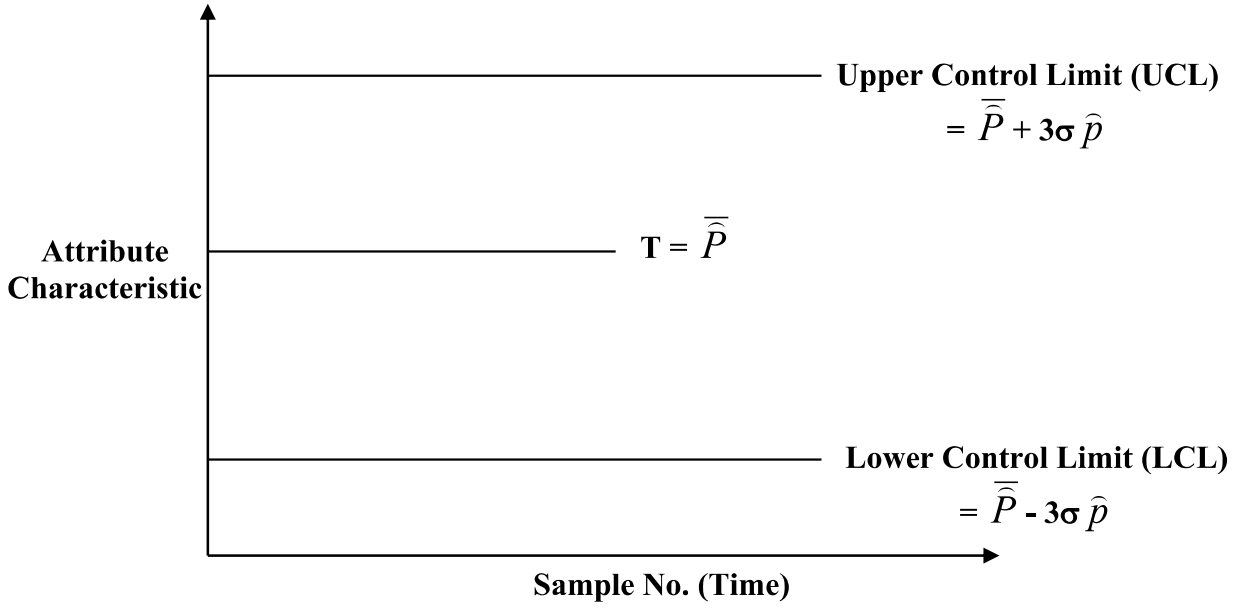 Upper Control Limit (UCL)
= P̂̅ + 3σ p̂
T = P̂̅
Attribute
Characteristic
Lower Control Limit (LCL)
= P̂̅ - 3σ p̂
Sample No. (Time)